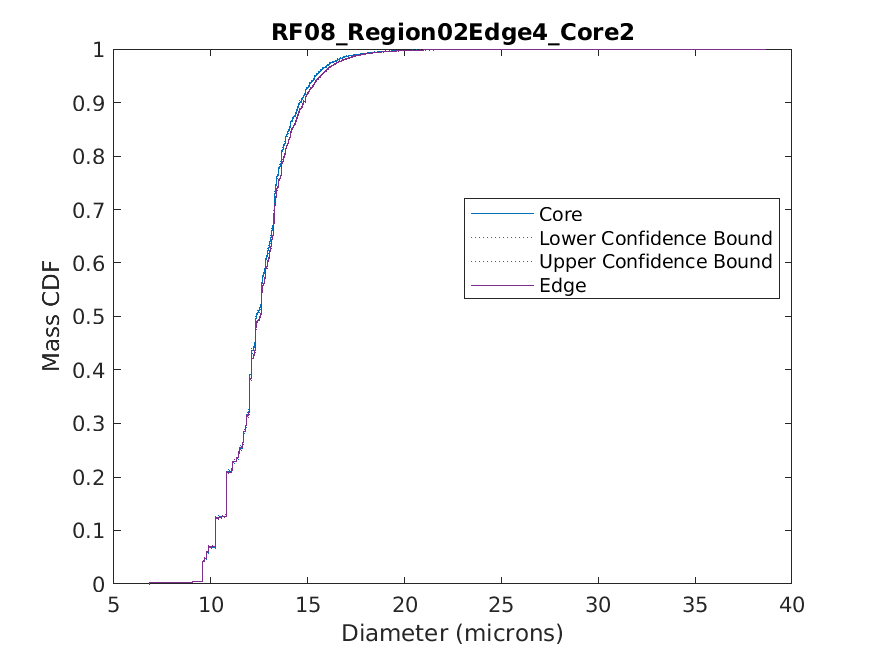 RF08_Region02Edge4_Core2
1
0.9
0.8
0.7
0.6
0.5
0.4
0.3
0.2
0.1
0
Mass CDF
Core
Lower Confidence Bound
Upper Confidence Bound
Edge
5 10 15 20 25 30 35 40
Diameter (microns)